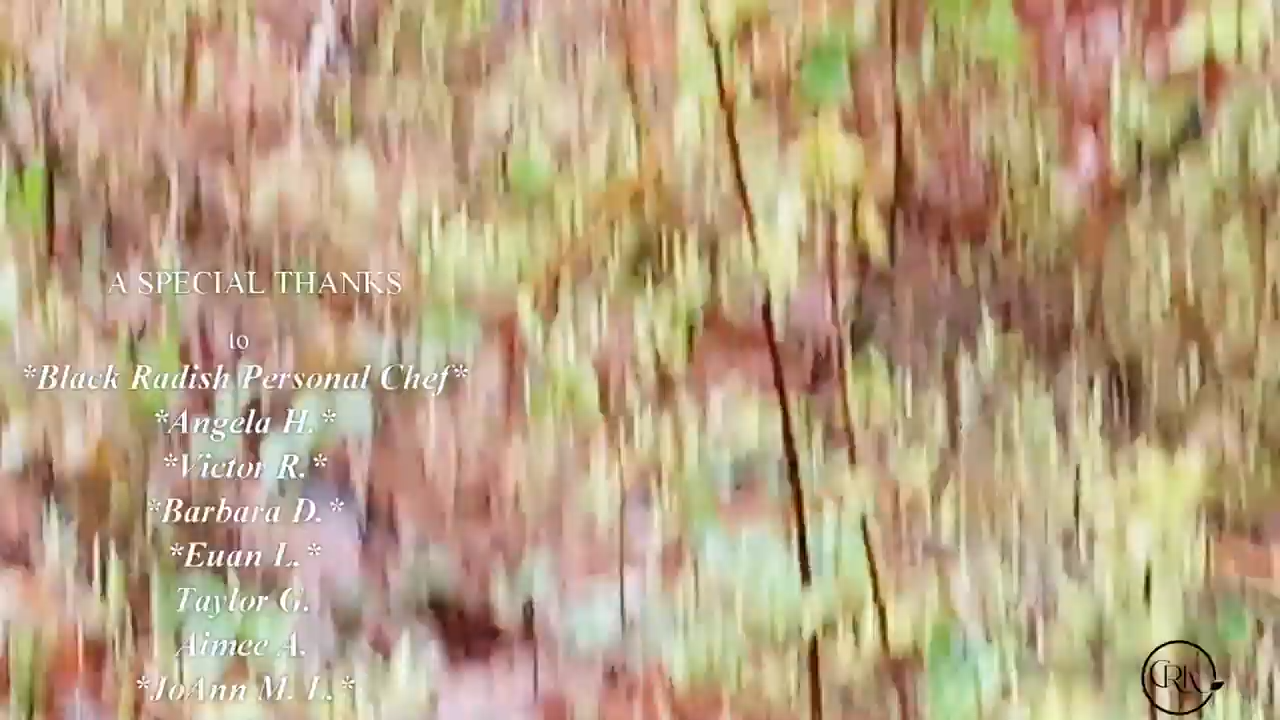 A SPECIAL THANKS
to
*Black Radish Personal Chef*
*Angela H.*
*Victor R.*
*Barbara D.*
*Euan L.*
Taylor G.
Aimee A.
*JoAnn M. L.*